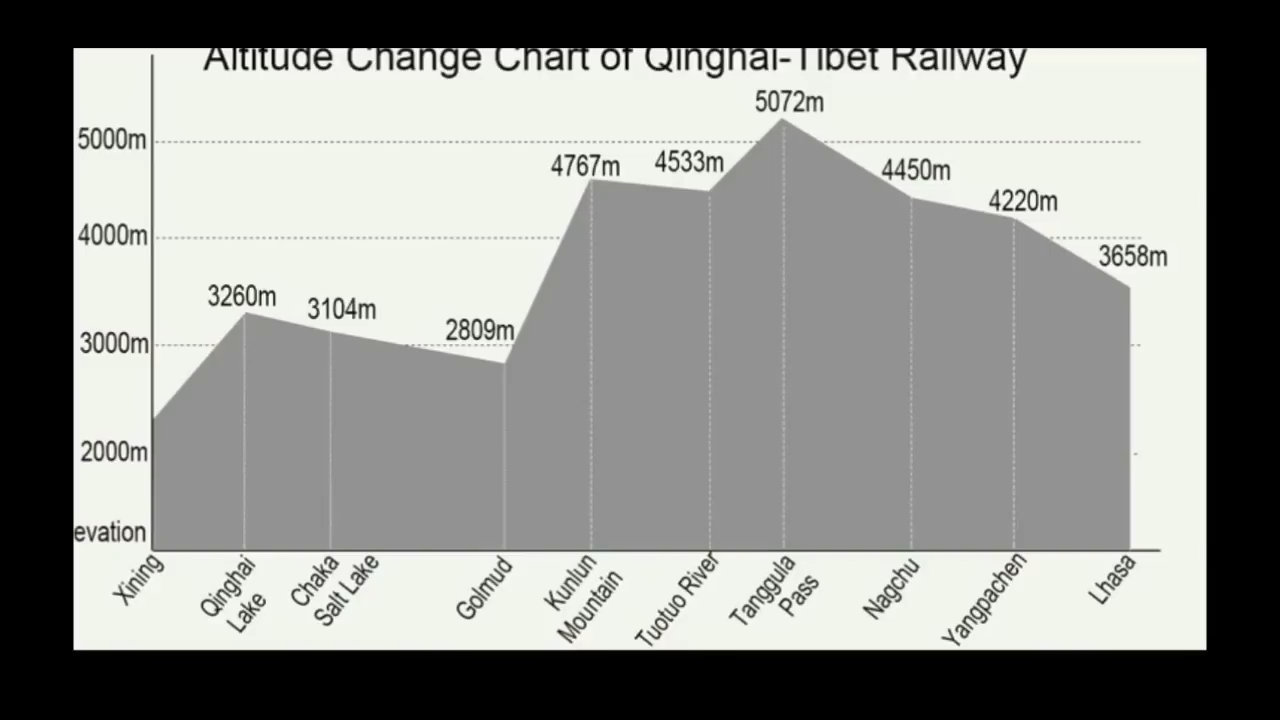 Altitude Change Chart of Qinghai-Tibet Railway
5072m
5000m
4767m
4533m
4450m
4220m
4000m
3658m
3260m
3104m
2809m
3000m
2000m
evation
Xining
Qinghai
Lake
Chaka
Salt Lake
Golmud
Kunlun
Mountain
Tuotuo River
Tanggula
Pass
Nagchu
Yangpachen
Lhasa